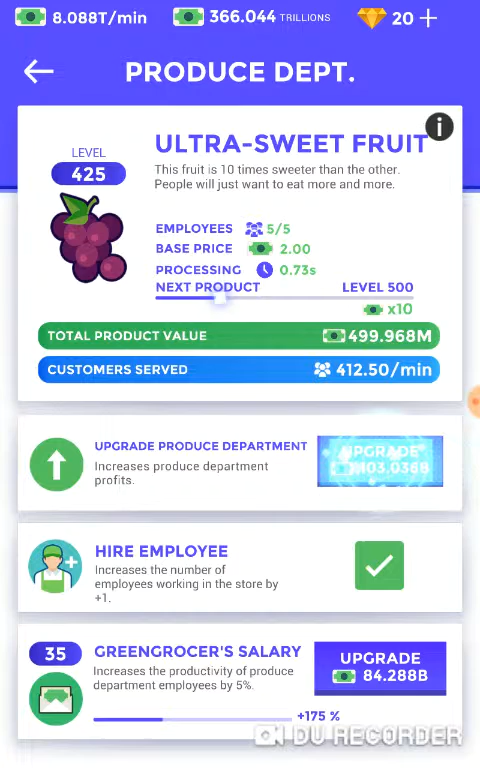 8.088T/min 366.044 TRILLIONS 20 +
PRODUCE DEPT.
i
LEVEL
425
ULTRA-SWEET FRUIT
This fruit is 10 times sweeter than the other.
People will just want to eat more and more.
EMPLOYEES 5/5
BASE PRICE 2.00
PROCESSING 0.73s
NEXT PRODUCT LEVEL 500
x10
TOTAL PRODUCT VALUE 499.968M
CUSTOMERS SERVED 412.50/min
UPGRADE PRODUCE DEPARTMENT
Increases produce department
profits.
UPGRADE
103.036B
HIRE EMPLOYEE
Increases the number of
employees working in the store by
+1.
35
GREENGROCER'S SALARY
Increases the productivity of produce
department employees by 5%.
UPGRADE
84.288B
+175 %
DU RECORDER